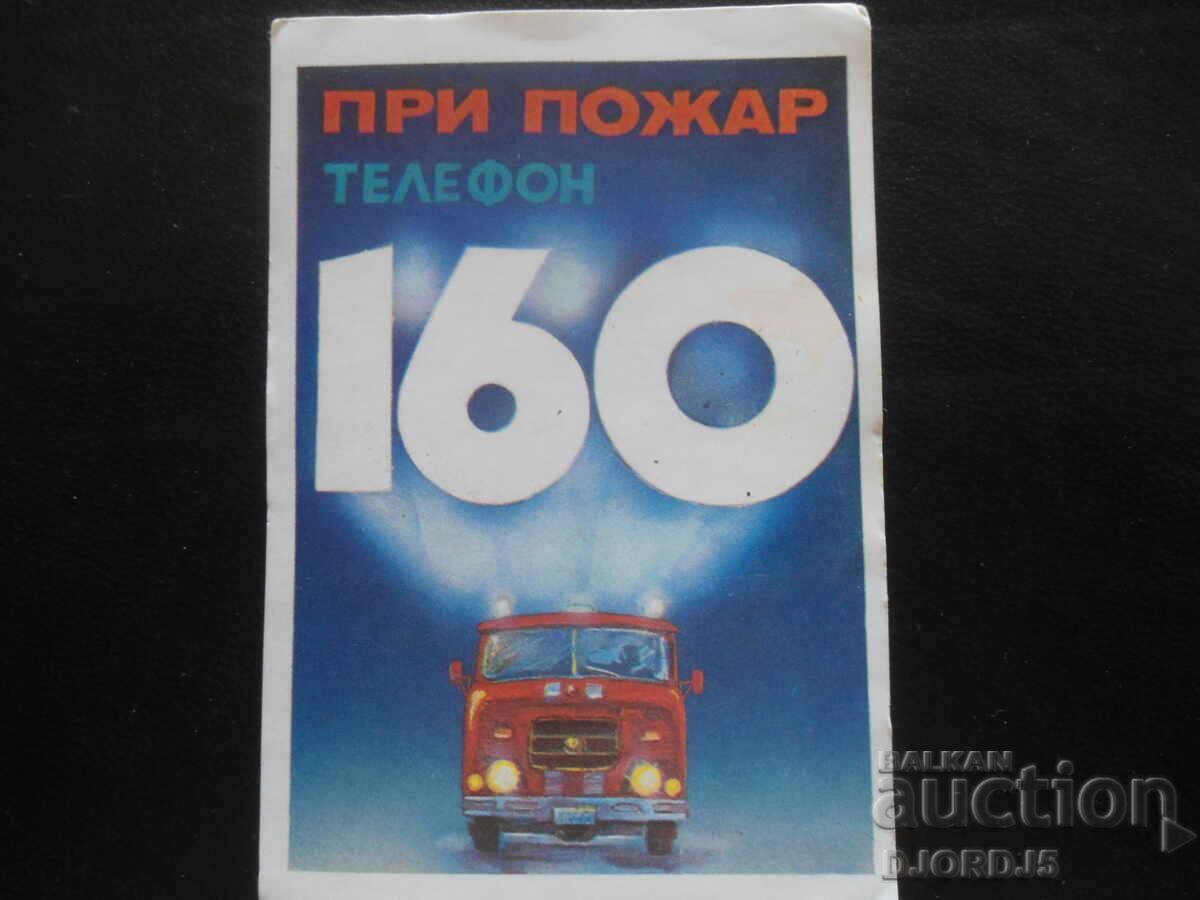 ПРИ ПОЖАР
ТЕЛЕФОН
160
BALKAN
auction
DJORDJ5